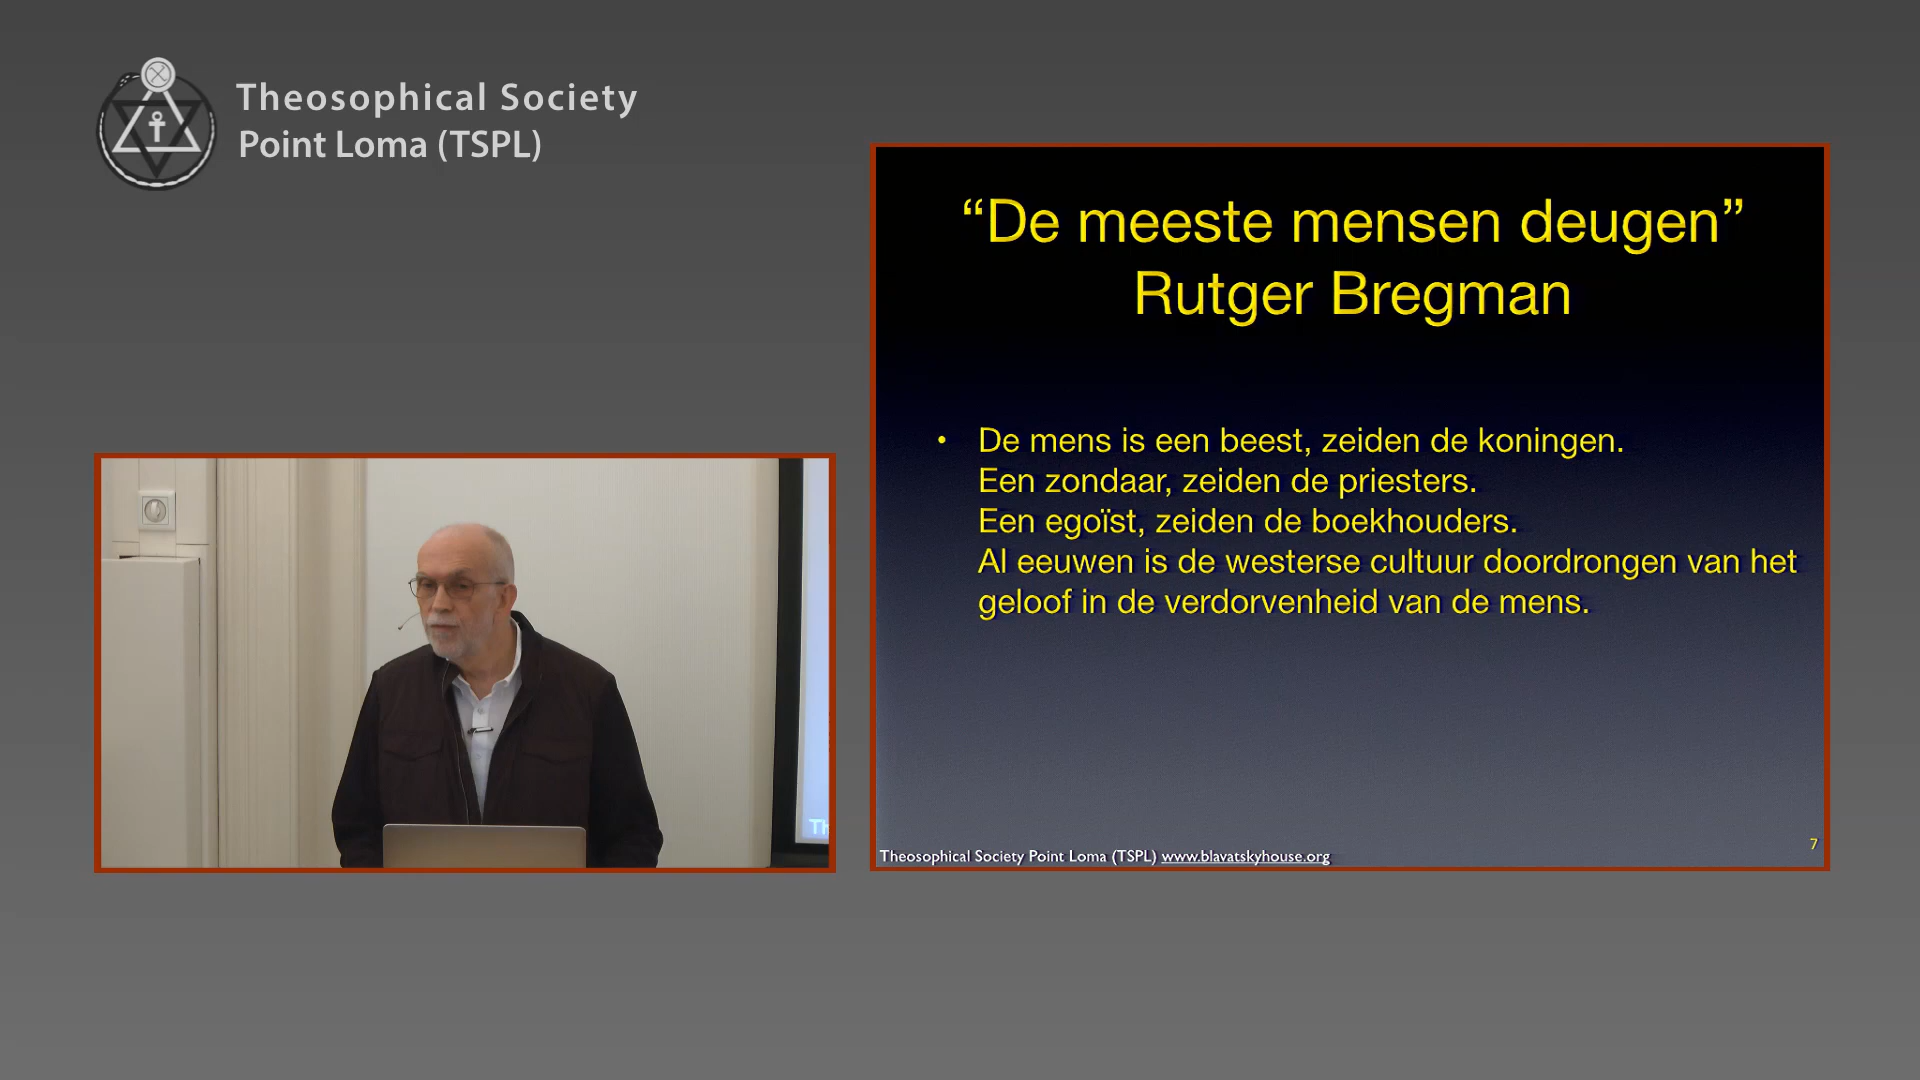 Theosophical Society
Point Loma (TSPL)
“De meeste mensen deugen”
Rutger Bregman
• De mens is een beest, zeiden de koningen.
Een zondaar, zeiden de priesters.
Een egoïst, zeiden de boekhouders.
Al eeuwen is de westerse cultuur doordrongen van het
geloof in de verdorvenheid van de mens.
Theosophical Society Point Loma (TSPL) www.blavatskyhouse.org
7
Th